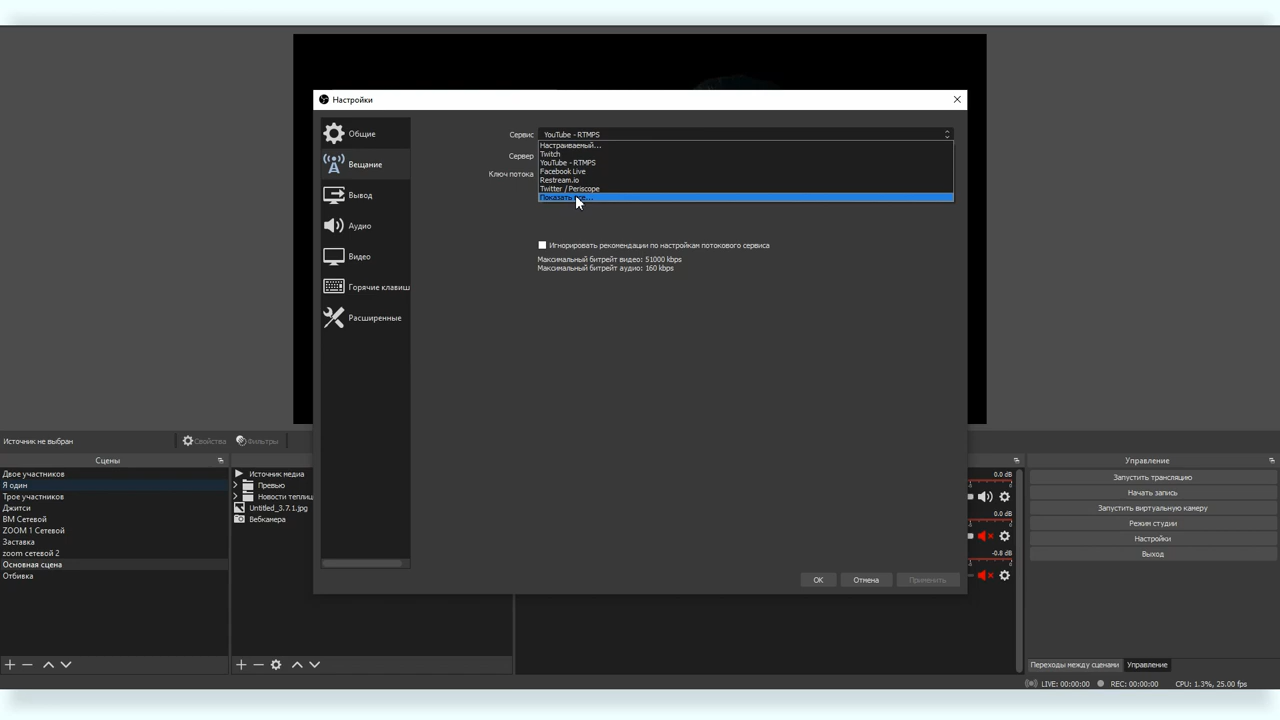 Настройки
Общие
Вещание
Вывод
Аудио
Видео
Горячие клавиш
Расширенные
Сервис
YouTube - RTMPS
Настраиваемый...
Twitch
YouTube - RTMPS
Facebook Live
Restream.io
Twitter / Periscope
Показать
Сервер
Ключ потока
Игнорировать рекомендации по настройкам потокового сервиса
Максимальный битрейт видео: 51000 kbps
Максимальный битрейт аудио: 160 kbps
OK
Отмена
Применить
Источник не выбран
Свойства
Фильтры
Сцены
Двое участников
Я один
Трое участников
Джитси
ВМ Сетевой
ZOOM 1 Сетевой
Заставка
zoom сетевой 2
Основная сцена
Отбивка
Источник медиа
Превью
Новости теплиц
Untitled_3.7.1.jpg
Вебкамера
0.0 dB
0.0 dB
-0.8 dB
Управление
Запустить трансляцию
Начать запись
Запустить виртуальную камеру
Режим студии
Настройки
Выход
Переходы между сценами
Управление
LIVE: 00:00:00
REC: 00:00:00
CPU: 1.3%, 25.00 fps